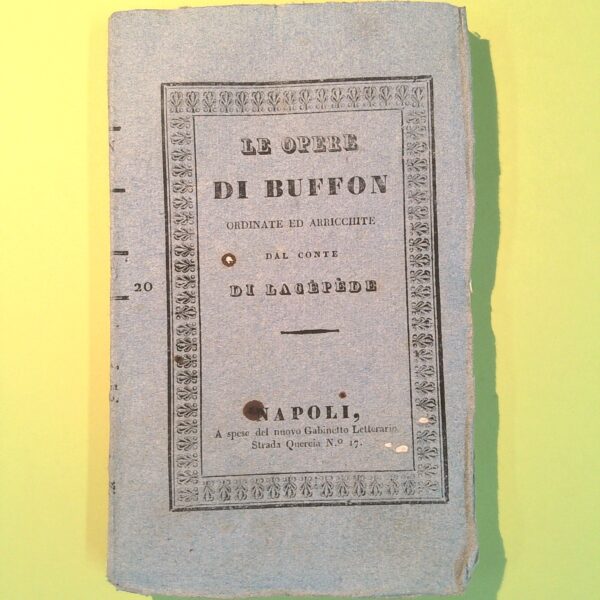 LE OPERE
DI BUFFON
ORDINATE ED ARRICCHITE
DAL CONTE
DI LACÉPÈDE
20
NAPOLI,
A spese del nuovo Gabinetto Letterario.
Strada Quercia N.º 17.